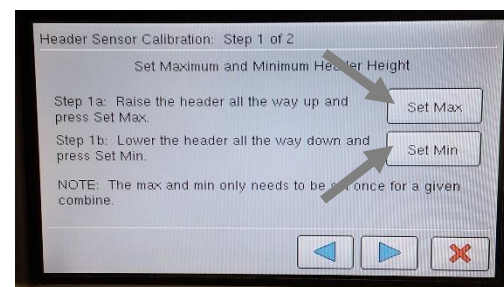 Header Sensor Calibration: Step 1 of 2
Set Maximum and Minimum Header Height
Step 1a: Raise the header all the way up and
press Set Max.
Set Max
Step 1b: Lower the header all the way down and
press Set Min.
Set Min
NOTE: The max and min only needs to be set once for a given
combine.